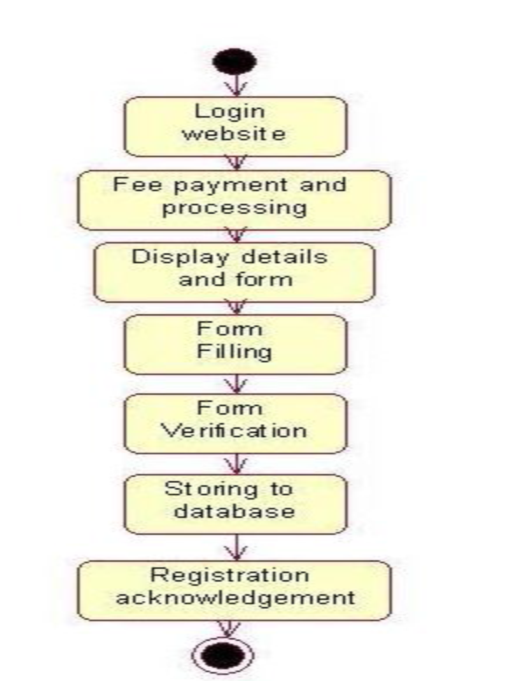 Login
website
Fee payment and
processing
Display details
and form
Form
Filling
Form
Verification
Storing to
database
Registration
acknowledgement